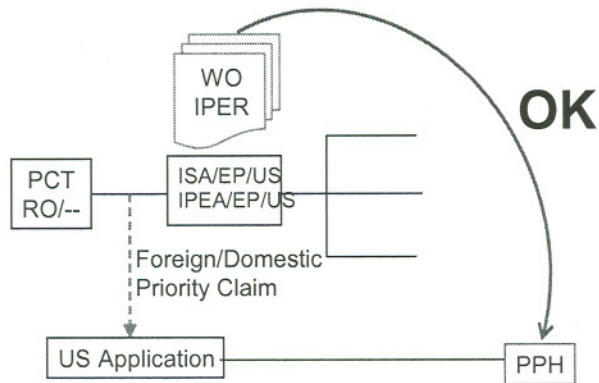 WO
IPER
OK
PCT
RO/--
ISA/EP/US
IPEA/EP/US
Foreign/Domestic
Priority Claim
US Application
PPH